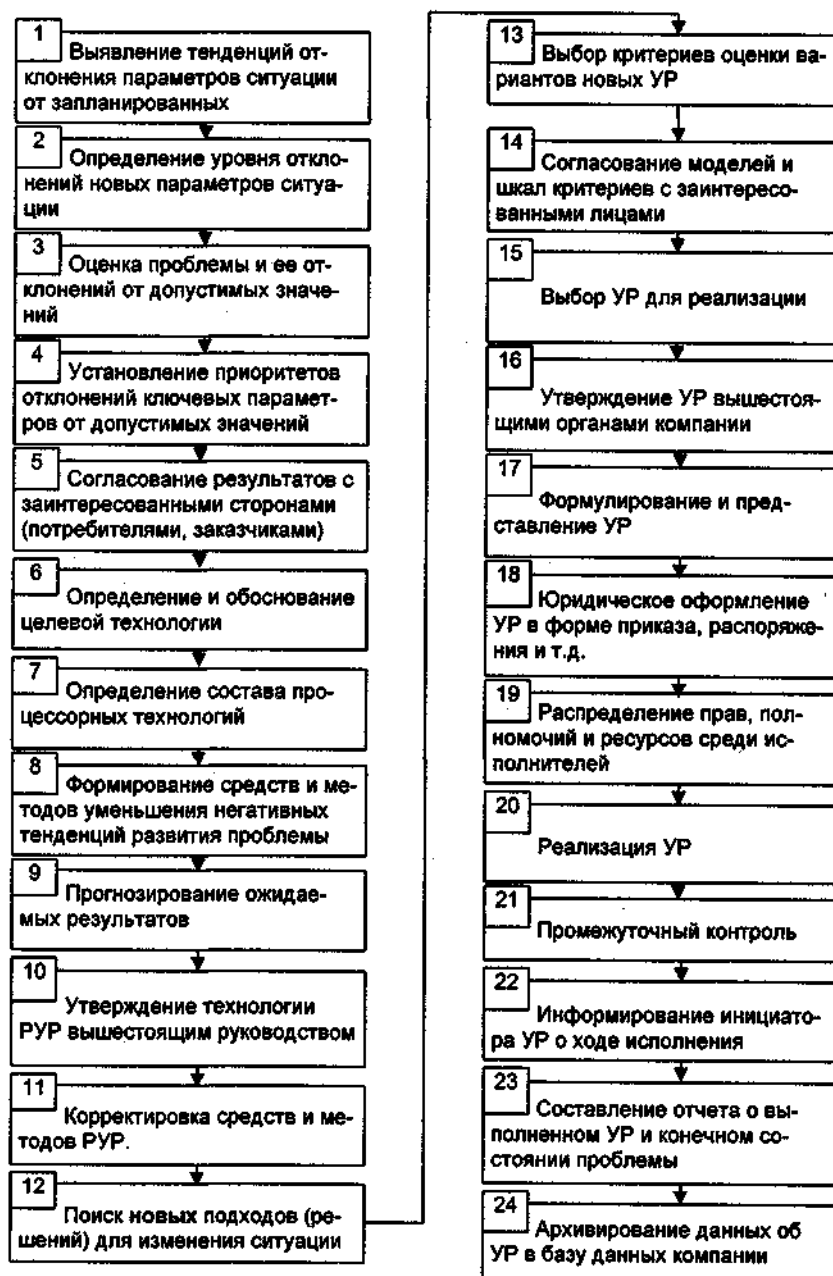 1
Выявление тенденций от-
клонения параметров ситуации
от запланированных
2
Определение уровня откло-
нений новых параметров ситуа-
ции
3
Оценка проблемы и ее от-
клонений от допустимых значе-
ний
4
Установление приоритетов
отклонений ключевых парамет-
ров от допустимых значений
5
Согласование результатов с
заинтересованными сторонами
(потребителями, заказчиками)
6
Определение и обоснование
целевой технологии
7
Определение состава про-
цессорных технологий
8
Формирование средств и ме-
тодов уменьшения негативных
тенденций развития проблемы
9
Прогнозирование ожидае-
мых результатов
10
Утверждение технологии
РУР вышестоящим руководством
11
Корректировка средств и ме-
тодов РУР.
12
Поиск новых подходов (ре-
шений) для изменения ситуации
13
Выбор критериев оценки ва-
риантов новых УР
14
Согласование моделей и
шкал критериев с заинтересо-
ванными лицами
15
Выбор УР для реализации
16
Утверждение УР вышестоя-
щими органами компании
17
Формулирование и пред-
ставление УР
18
Юридическое оформление
УР в форме приказа, распоряже-
ния и т.д.
19
Распределение прав, пол-
номочий и ресурсов среди ис-
полнителей
20
Реализация УР
21
Промежуточный контроль
22
Информирование инициато-
ра УР о ходе исполнения
23
Составление отчета о вы-
полненном УР и конечном со-
стоянии проблемы
24
Архивирование данных об
УР в базу данных компании